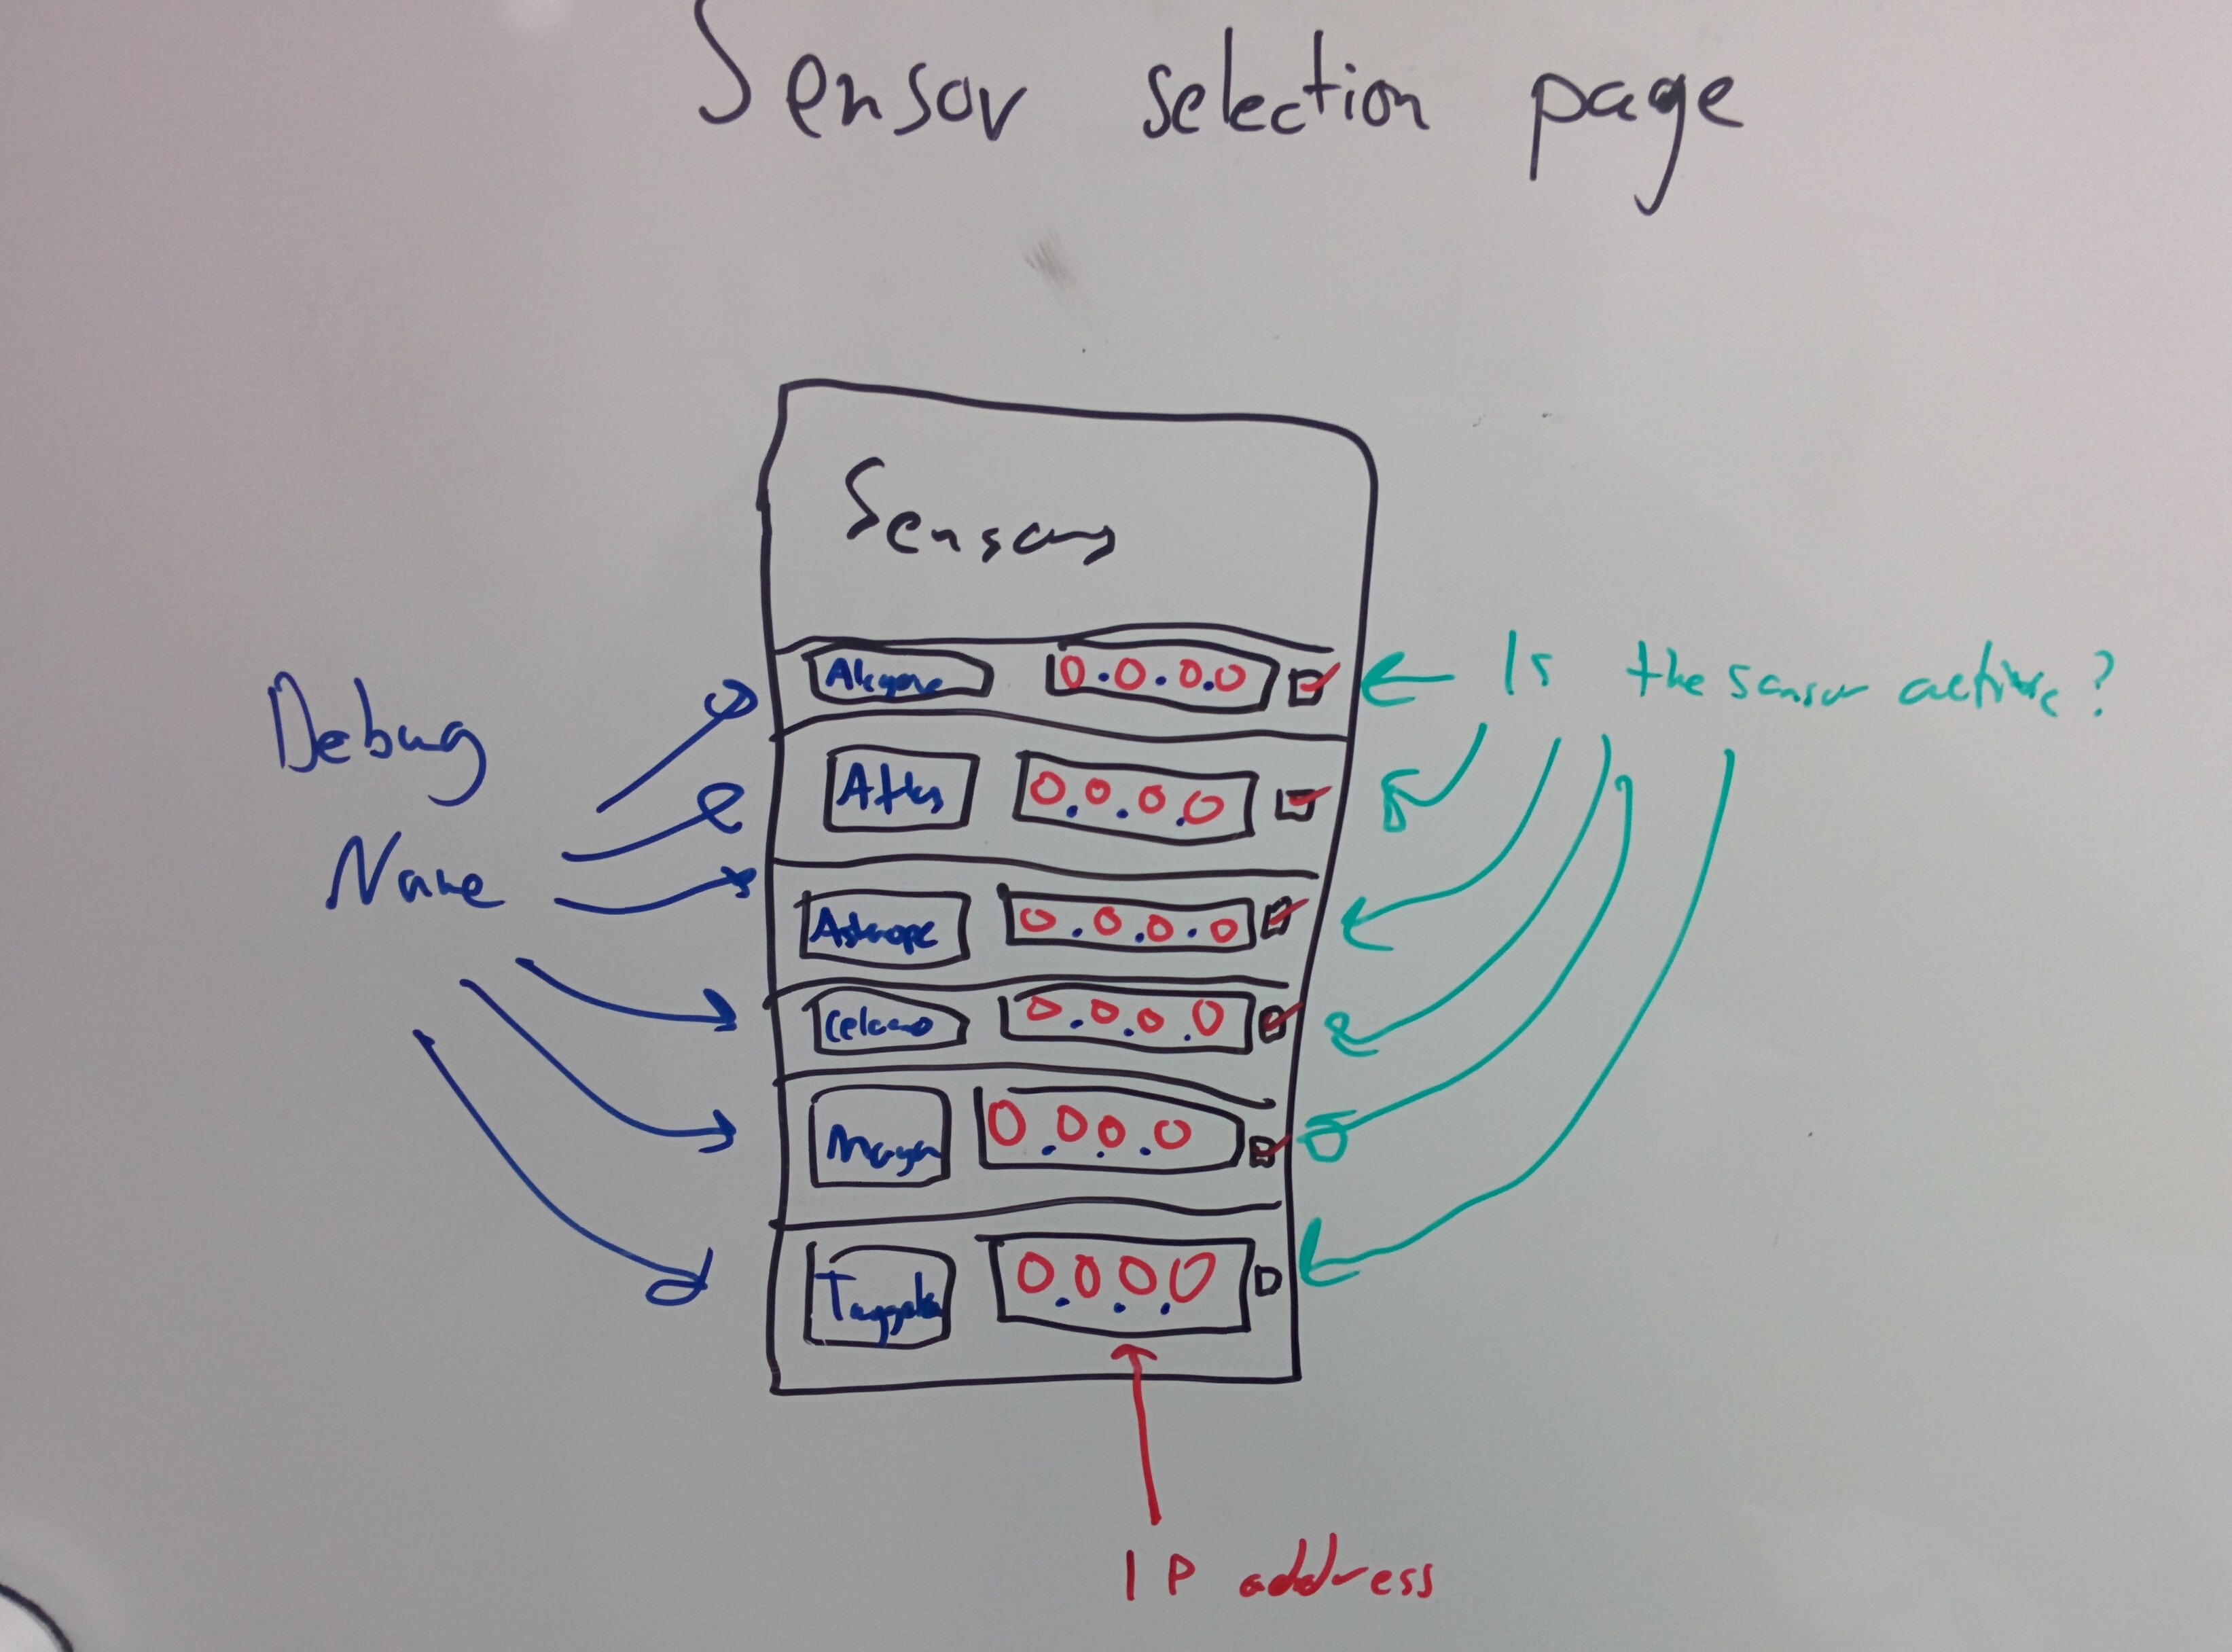 Sensor selection page
Sensors
Debug
Name
Alcyone 0.0.0.0
Atlas 0.0.0.0
Asterope 0.0.0.0
Celaeno 0.0.0.0
Maya 0.0.0.0
0.0.0.0
Is the sensor active?
IP address